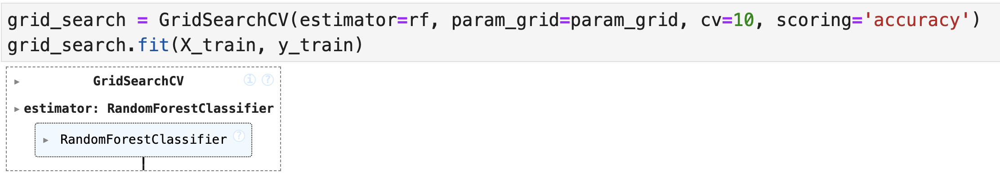 grid_search = GridSearchCV(estimator=rf, param_grid=param_grid, cv=10, scoring='accuracy')
grid_search.fit(X_train, y_train)
▸ GridSearchCV i ?
▸ estimator: RandomForestClassifier
▸ RandomForestClassifier ?